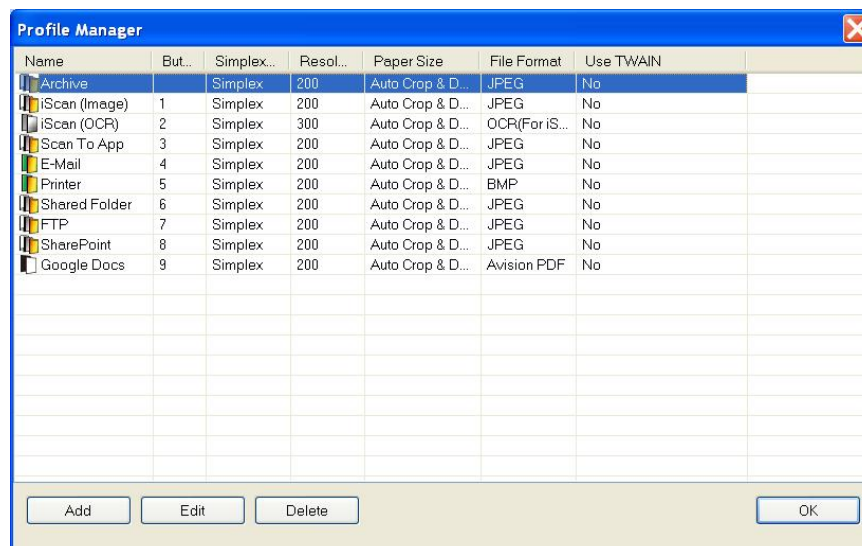 Profile Manager
Name But... Simplex... Resol... Paper Size File Format Use TWAIN
Archive Simplex 200 Auto Crop & D... JPEG No
iScan (Image) 1 Simplex 200 Auto Crop & D... JPEG No
iScan (OCR) 2 Simplex 300 Auto Crop & D... OCR(For iS... No
Scan To App 3 Simplex 200 Auto Crop & D... JPEG No
E-Mail 4 Simplex 200 Auto Crop & D... JPEG No
Printer 5 Simplex 200 Auto Crop & D... BMP No
Shared Folder 6 Simplex 200 Auto Crop & D... JPEG No
FTP 7 Simplex 200 Auto Crop & D... JPEG No
SharePoint 8 Simplex 200 Auto Crop & D... JPEG No
Google Docs 9 Simplex 200 Auto Crop & D... Avision PDF No
Add Edit Delete OK